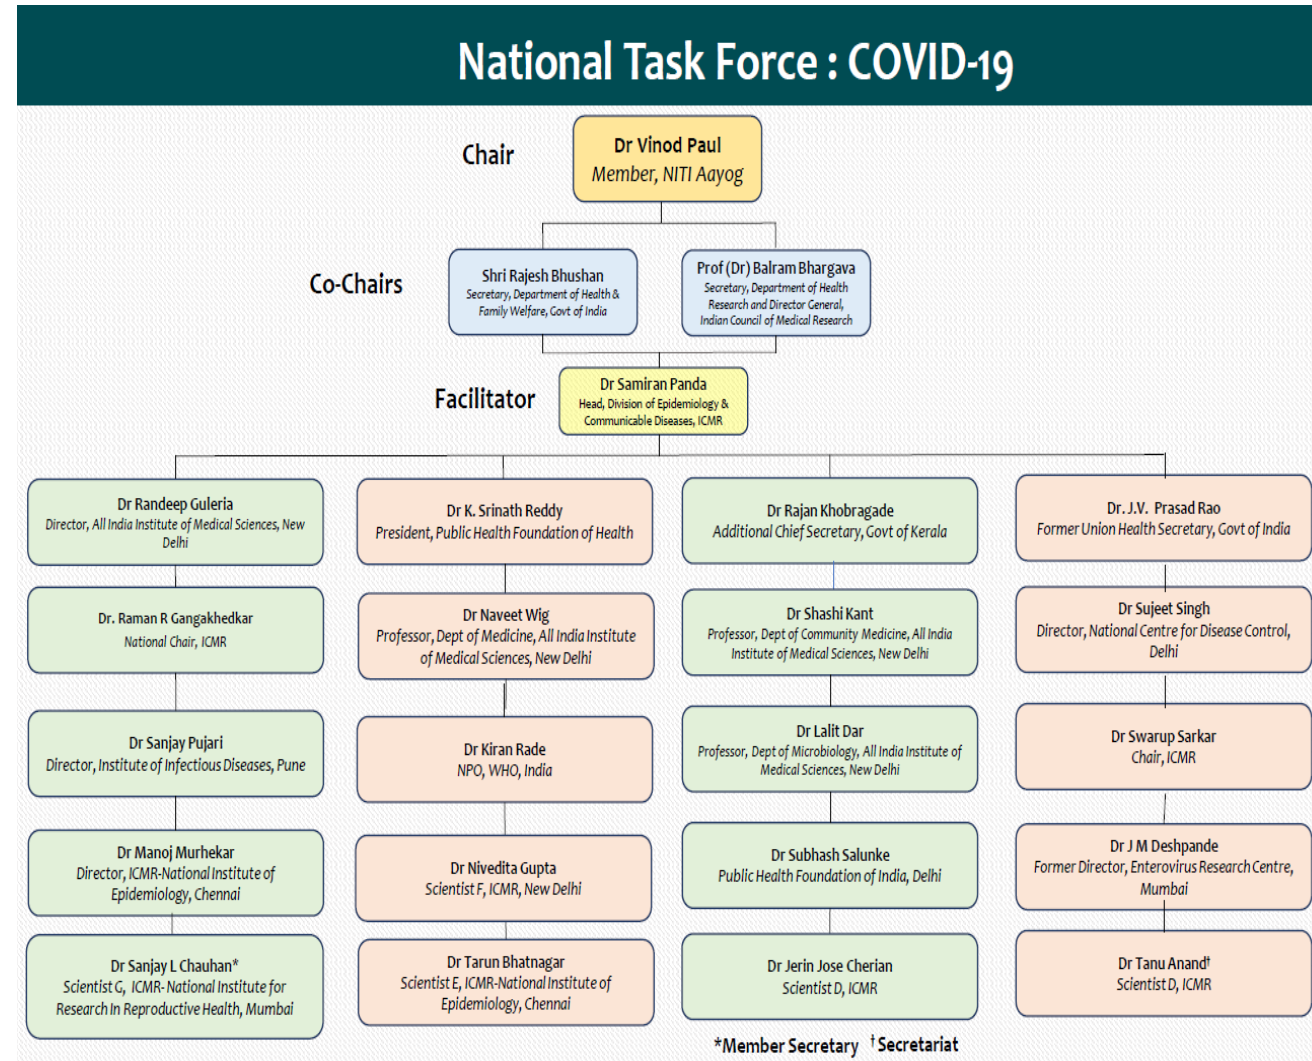 National Task Force : COVID-19
Chair
Dr Vinod Paul
Member, NITI Aayog
Co-Chairs
Shri Rajesh Bhushan
Secretary, Department of Health &
Family Welfare, Govt of India
Prof (Dr) Balram Bhargava
Secretary, Department of Health
Research and Director General,
Indian Council of Medical Research
Facilitator
Dr Samiran Panda
Head, Division of Epidemiology &
Communicable Diseases, ICMR
Dr Randeep Guleria
Director, All India Institute of Medical Sciences, New
Delhi
Dr. Raman R Gangakhedkar
National Chair, ICMR
Dr Sanjay Pujari
Director, Institute of Infectious Diseases, Pune
Dr Manoj Murhekar
Director, ICMR-National Institute of
Epidemiology, Chennai
Dr Sanjay L Chauhan*
Scientist G, ICMR- National Institute for
Research In Reproductive Health, Mumbai
Dr K. Srinath Reddy
President, Public Health Foundation of Health
Dr Naveet Wig
Professor, Dept of Medicine, All India Institute
of Medical Sciences, New Delhi
Dr Kiran Rade
NPO, WHO, India
Dr Nivedita Gupta
Scientist F, ICMR, New Delhi
Dr Tarun Bhatnagar
Scientist E, ICMR-National Institute of
Epidemiology, Chennai
Dr Rajan Khobragade
Additional Chief Secretary, Govt of Kerala
Dr Shashi Kant
Professor, Dept of Community Medicine, All India
Institute of Medical Sciences, New Delhi
Dr Lalit Dar
Professor, Dept of Microbiology, All India Institute of
Medical Sciences, New Delhi
Dr Subhash Salunke
Public Health Foundation of India, Delhi
Dr Jerin Jose Cherian
Scientist D, ICMR
Dr. J.V. Prasad Rao
Former Union Health Secretary, Govt of India
Dr Sujeet Singh
Director, National Centre for Disease Control,
Delhi
Dr Swarup Sarkar
Chair, ICMR
Dr J M Deshpande
Former Director, Enterovirus Research Centre,
Mumbai
Dr Tanu Anand†
Scientist D, ICMR
*Member Secretary †Secretariat